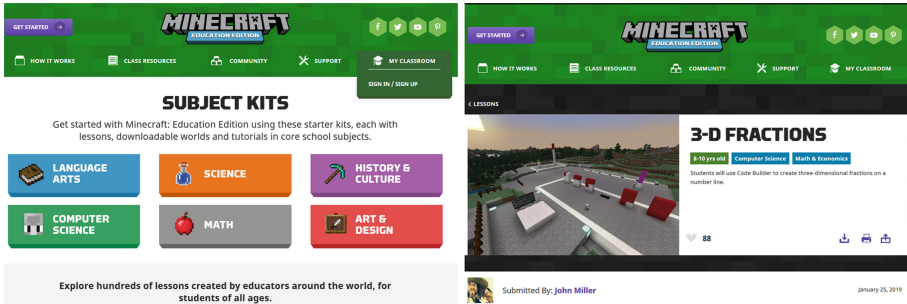 GET STARTED
MINECRAFT
EDUCATION EDITION
HOW IT WORKS
CLASS RESOURCES
COMMUNITY
SUPPORT
MY CLASSROOM
SIGN IN / SIGN UP
SUBJECT KITS
Get started with Minecraft: Education Edition using these starter kits, each with
lessons, downloadable worlds and tutorials in core school subjects.
LANGUAGE
ARTS
SCIENCE
HISTORY &
CULTURE
COMPUTER
SCIENCE
MATH
ART &
DESIGN
Explore hundreds of lessons created by educators around the world, for
students of all ages.
GET STARTED
MINECRAFT
EDUCATION EDITION
HOW IT WORKS
CLASS RESOURCES
COMMUNITY
SUPPORT
MY CLASSROOM
< LESSONS
3-D FRACTIONS
8-10 yrs old
Computer Science
Math & Economics
Students will use Code Builder to create three-dimensional fractions on a
number line.
88
Submitted By: John Miller
January 25, 2019